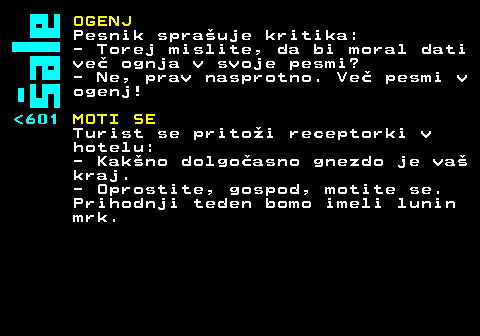 šale
OGENJ
Pesnik sprašuje kritika:
- Torej mislite, da bi moral dati
več ognja v svoje pesmi?
- Ne, prav nasprotno. Več pesmi v
ogenj!
<601 MOTI SE
Turist se pritoži receptorki v
hotelu:
- Kakšno dolgočasno gnezdo je vaš
kraj.
- Oprostite, gospod, motite se.
Prihodnji teden bomo imeli lunin
mrk.